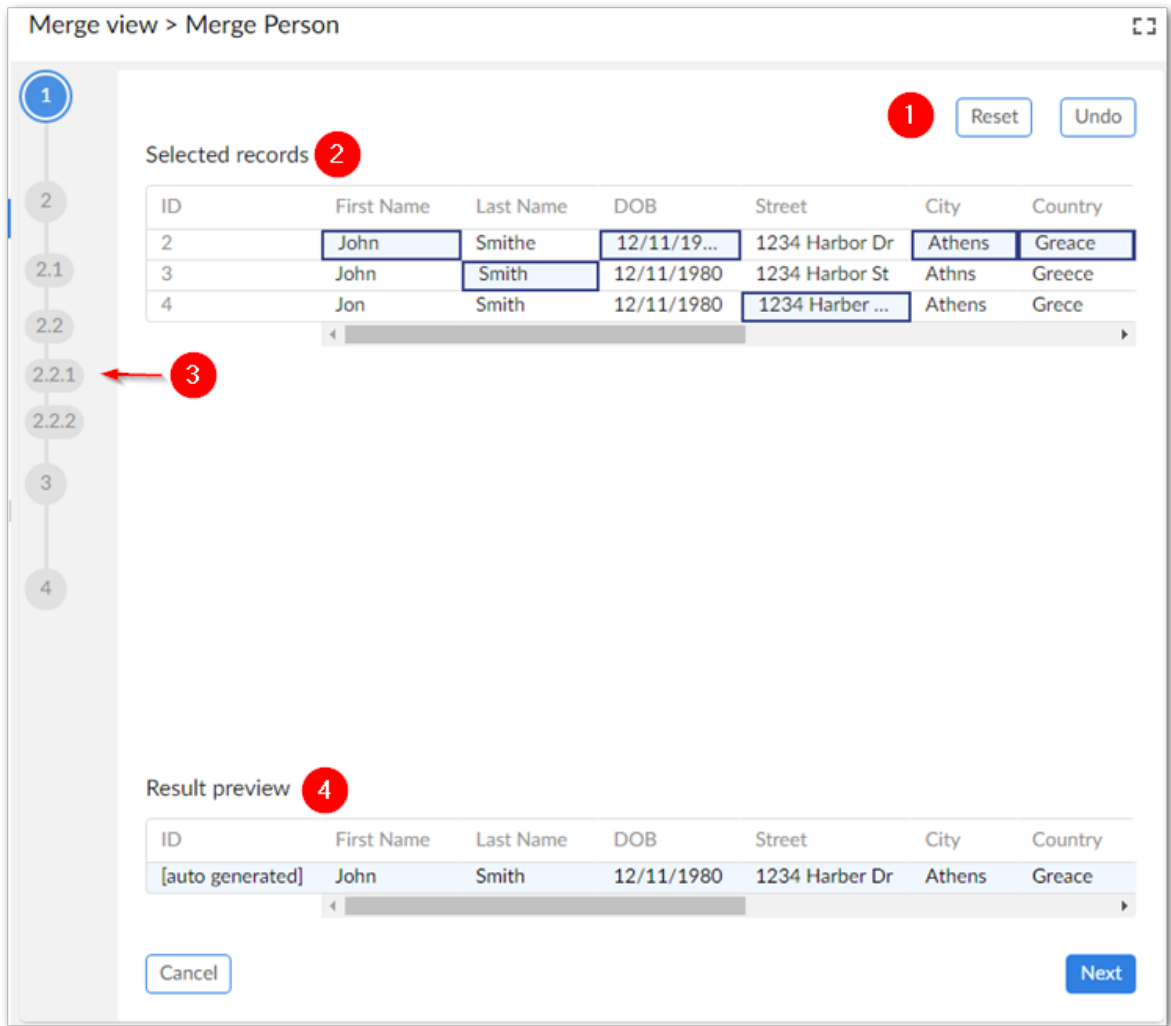 Merge view > Merge Person
1
1 Reset Undo
Selected records 2
2
ID First Name Last Name DOB Street City Country
2 John Smithe 12/11/19... 1234 Harbor Dr Athens Greace
2.1
3 John Smith 12/11/1980 1234 Harbor St Athns Greece
4 Jon Smith 12/11/1980 1234 Harber ... Athens Grece
2.2
2.2.1 3
2.2.2
3
4
Result preview 4
ID First Name Last Name DOB Street City Country
[auto generated] John Smith 12/11/1980 1234 Harber Dr Athens Greace
Cancel Next